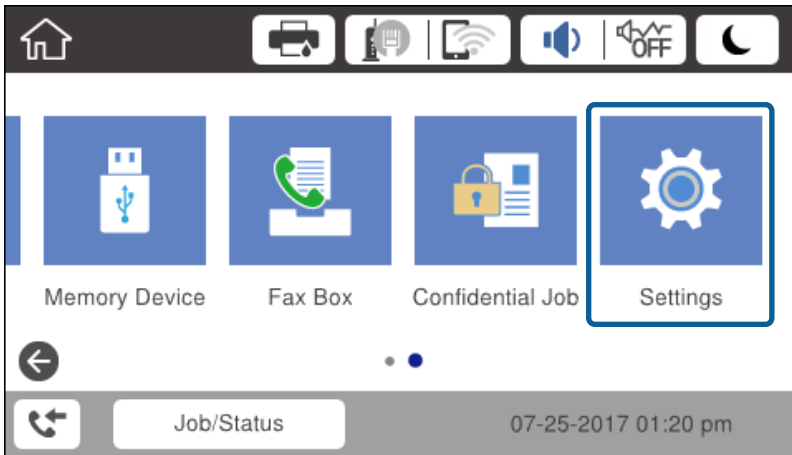 OFF
Memory Device
Fax Box
Confidential Job
Settings
Job/Status
07-25-2017 01:20 pm